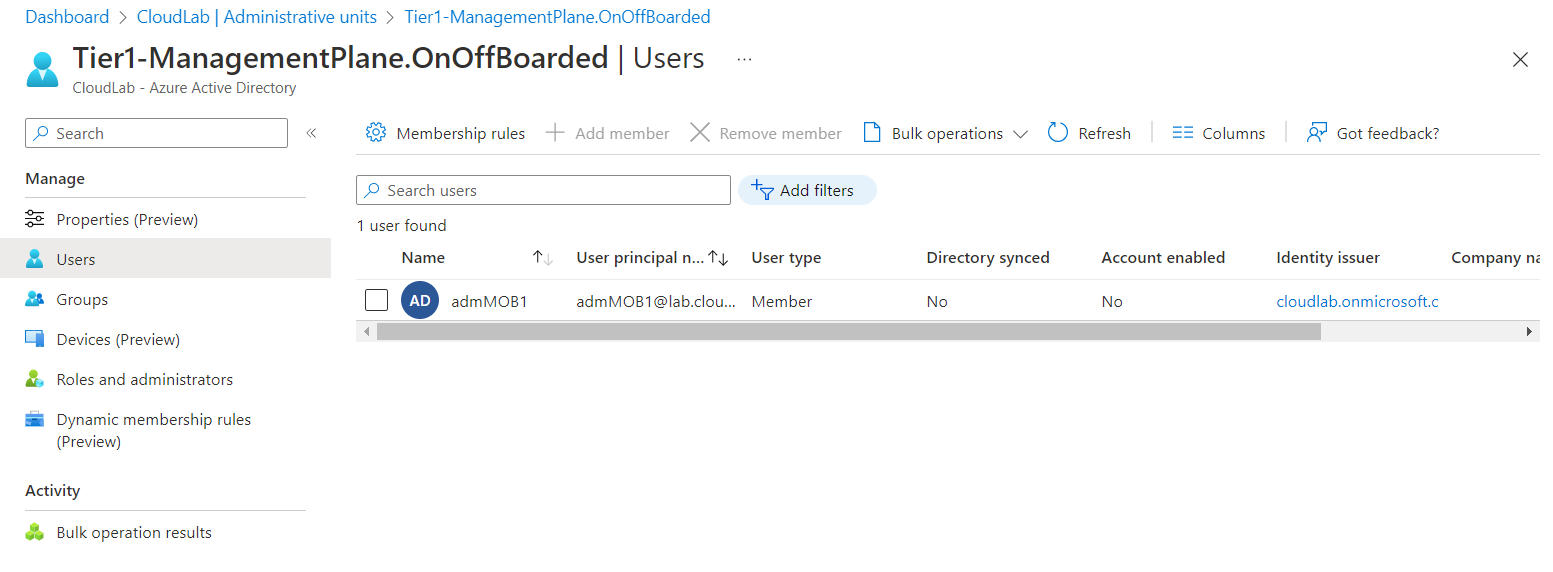 Dashboard > CloudLab | Administrative units > Tier1-ManagementPlane.OnOffBoarded
Tier1-ManagementPlane.OnOffBoarded | Users ...
CloudLab - Azure Active Directory
Search «
Membership rules Add member Remove member Bulk operations Refresh Columns Got feedback?
Manage
Properties (Preview)
Users
Groups
Devices (Preview)
Roles and administrators
Dynamic membership rules
(Preview)
Activity
Bulk operation results
Search users Add filters
1 user found
Name User principal n... User type Directory synced Account enabled Identity issuer Company na
AD admMOB1 admMOB1@lab.clou... Member No No cloudlab.onmicrosoft.c